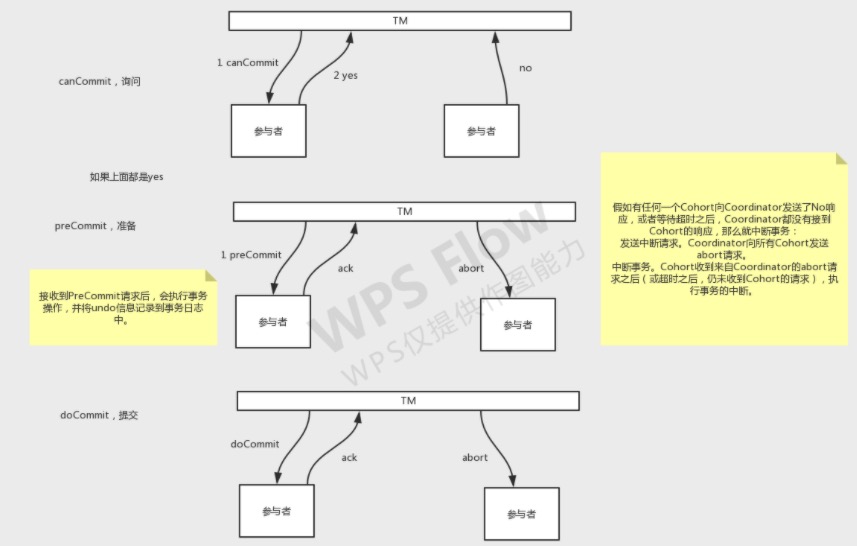 TM
1 canCommit
2 yes
no
canCommit，询问
参与者
参与者
如果上面都是yes
preCommit，准备
TM
1 preCommit
ack
abort
接收到PreCommit请求后，会执行事务
操作，并将undo信息记录到事务日志
中。
参与者
参与者
假如有任何一个Cohort向Coordinator发送了No响
应，或者等待超时之后，Coordinator都没有接到
Cohort的响应，那么就中断事务：
发送中断请求。Coordinator向所有Cohort发送
abort请求。
中断事务。Cohort收到来自Coordinator的abort请
求之后（或超时之后，仍未收到Cohort的请求），执
行事务的中断。
WPS Flow
WPS仅提供作图能力
doCommit，提交
TM
doCommit
ack
abort
参与者
参与者